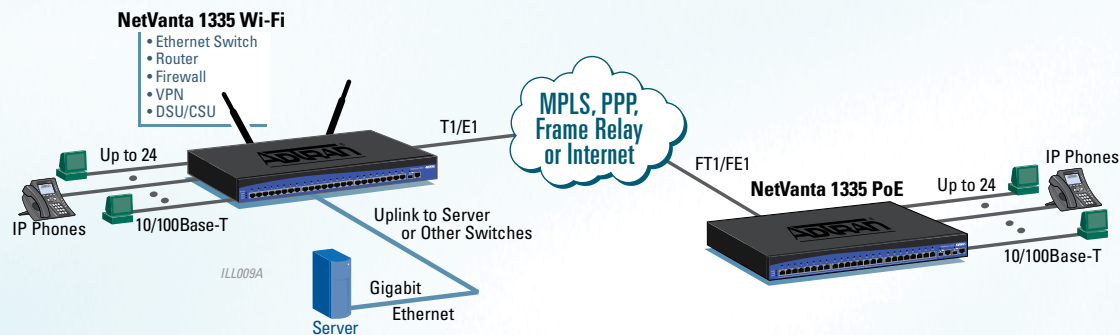 NetVanta 1335 Wi-Fi
• Ethernet Switch
• Router
• Firewall
• VPN
• DSU/CSU
Up to 24
IP Phones
10/100Base-T
ADTRAN
T1/E1
MPLS, PPP,
Frame Relay
or Internet
FT1/FE1
Uplink to Server
or Other Switches
ILL009A
Gigabit
Ethernet
Server
NetVanta 1335 PoE
ADTRAN
Up to 24
IP Phones
10/100Base-T